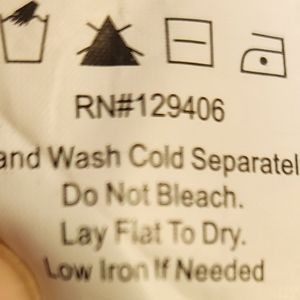 RN#129406
and Wash Cold Separatel
Do Not Bleach.
Lay Flat To Dry.
Low Iron If Needed